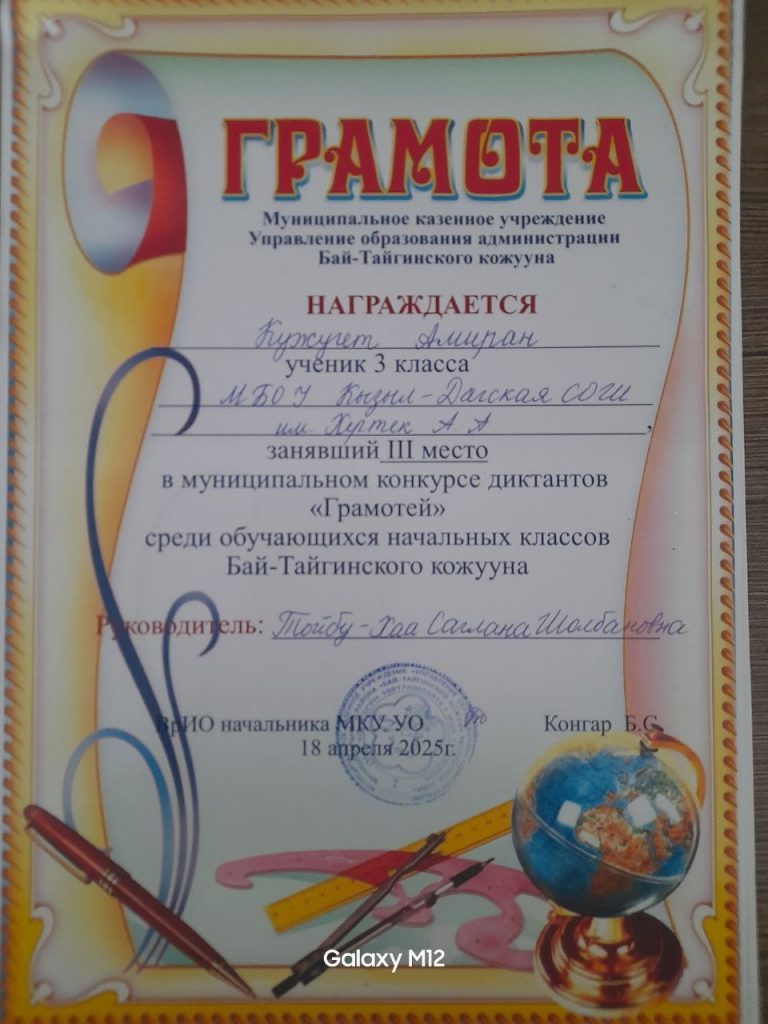 ГРАМОТА
Муниципальное казенное учреждение
Управление образования администрации
Бай-Тайгинского кожууна
НАГРАЖДАЕТСЯ
Кужугет Амиран
ученик 3 класса
МБОУ Кызыл-Дагская СОШ
им. Хертек А А,
занявший III место
в муниципальном конкурсе диктантов
«Грамотей»
среди обучающихся начальных классов
Бай-Тайгинского кожууна
Руководитель: Тойбу-Хаа Саглана Шолбановна
ВрИО начальника МКУ УО Конгар Б.С.
18 апреля 2025г.
Galaxy M12